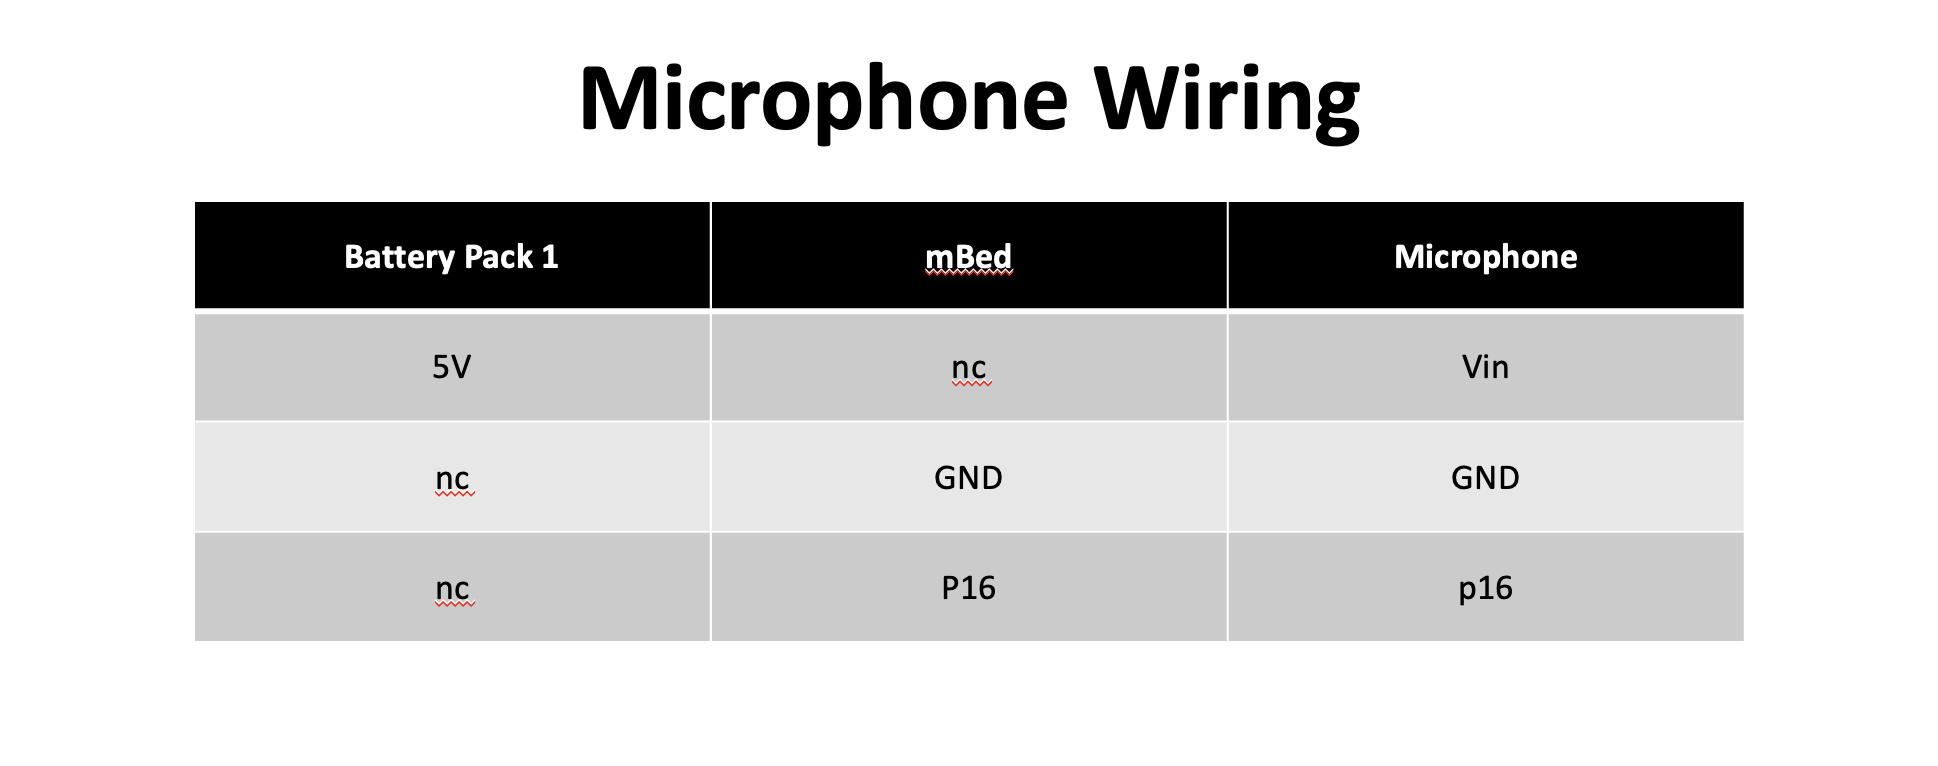 Microphone Wiring
Battery Pack 1 mBed Microphone
5V nc Vin
nc GND GND
nc P16 p16